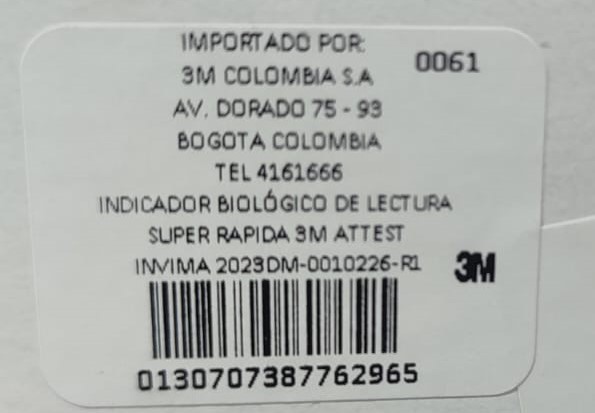 IMPORTADO POR:
0061
3M COLOMBIA S.A
AV. DORADO 75 - 93
BOGOTA COLOMBIA
TEL 4161666
INDICADOR BIOLÓGICO DE LECTURA
SUPER RAPIDA 3M ATTEST
INVIMA 2023DM-0010226-R1
3M
0130707387762965